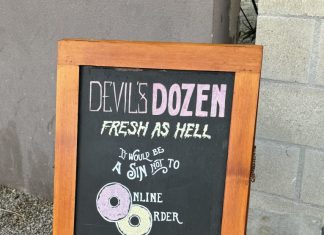 DEVIL'S DOZEN
FRESH AS HELL
IT WOULD BE
A SIN NOT TO
ONLINE
ORDER